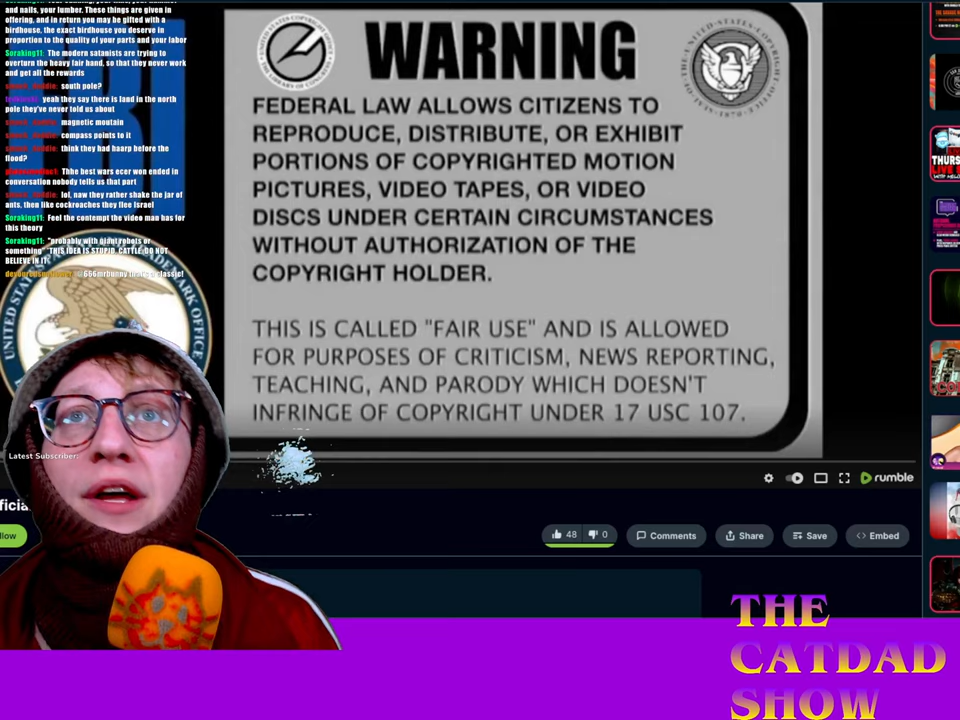 and nails, your lumber. These things are given in
offering, and in return you may be gifted with a
birdhouse, the exact birdhouse you deserve in
proportion to the quality of your parts and your labor
Soraking11: The modern satanists are trying to
overturn the heavy fair hand, so that they never work
and get all the rewards
south pole?
yeah they say there is land in the north
pole they've never told us about
magnetic moutain
compass points to it
think they had haarp before the
flood?
Thhe best wars ecer won ended in
conversation nobody tells us that part
lol, naw they rather shake the jar of
ants, then like cockroaches they flee Israel
Soraking11: Feel the contempt the video man has for
this theory
Soraking11: "probably with giant robots or
something" THIS IDEA IS STUPID, CATTLE, DO NOT
BELIEVE IN IT.
@666mrbunny that's a classic!
WARNING
FEDERAL LAW ALLOWS CITIZENS TO
REPRODUCE, DISTRIBUTE, OR EXHIBIT
PORTIONS OF COPYRIGHTED MOTION
PICTURES, VIDEO TAPES, OR VIDEO
DISCS UNDER CERTAIN CIRCUMSTANCES
WITHOUT AUTHORIZATION OF THE
COPYRIGHT HOLDER.
THIS IS CALLED "FAIR USE" AND IS ALLOWED
FOR PURPOSES OF CRITICISM, NEWS REPORTING,
TEACHING, AND PARODY WHICH DOESN'T
INFRINGE OF COPYRIGHT UNDER 17 USC 107.
Latest Subscriber:
rumble
48
0
Comments
Share
Save
Embed
THE
CATDAD
SHOW